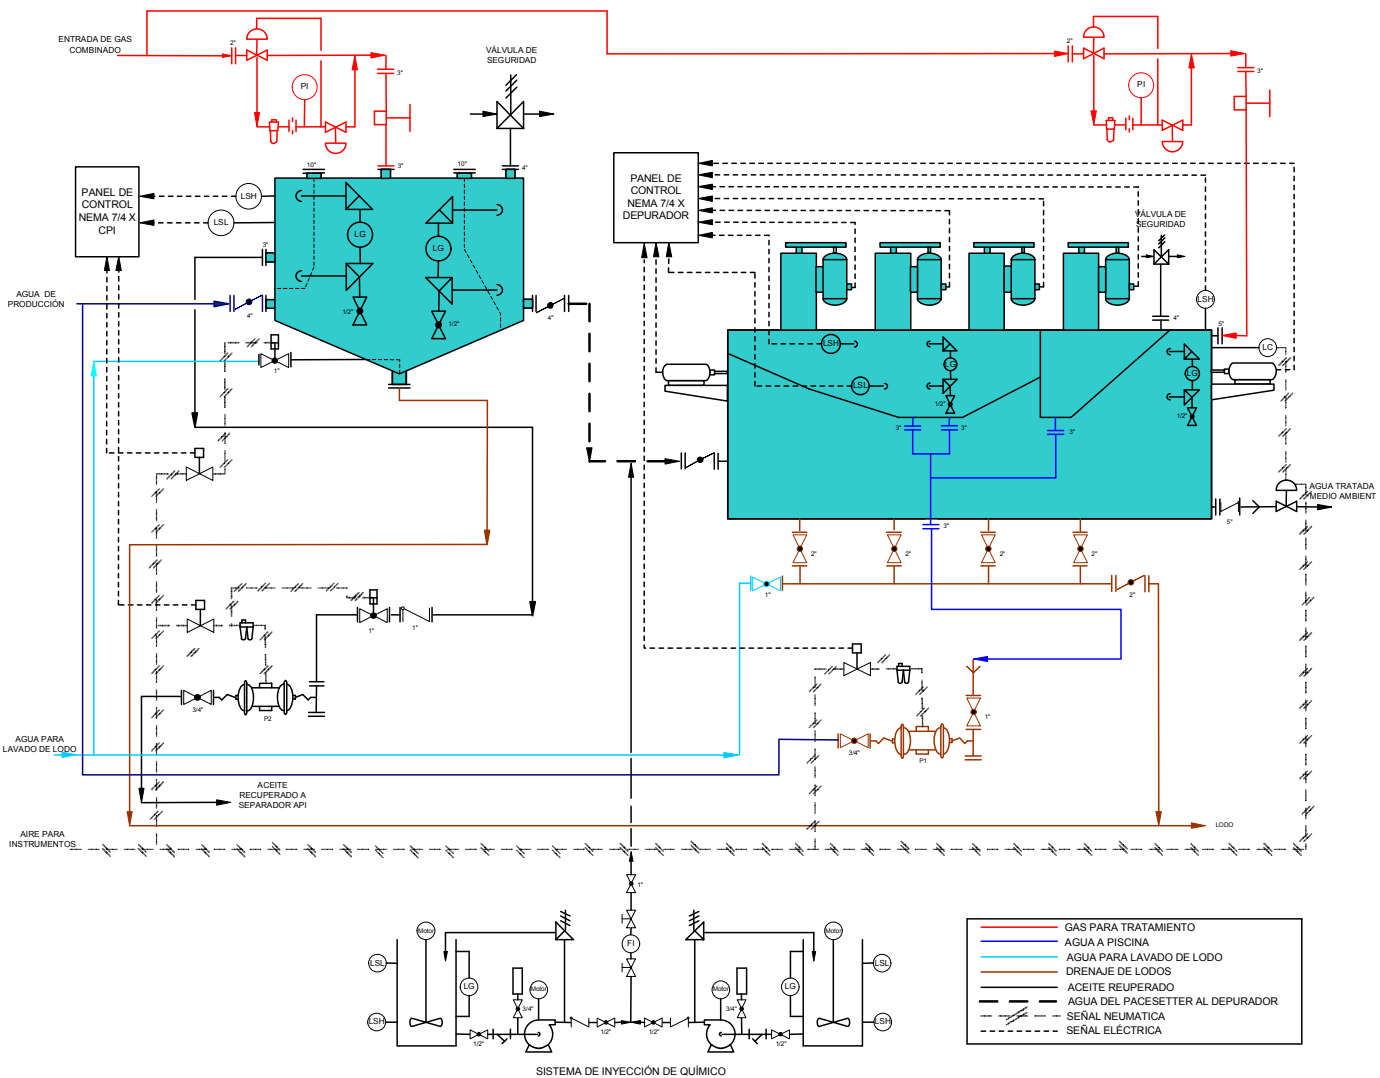 ENTRADA DE GAS
COMBINADO
2"
PI
3"
VÁLVULA DE
SEGURIDAD
2"
PI
3"
10"
3"
10"
4"
PANEL DE
CONTROL
NEMA 7/4 X
CPI
LSH
LSL
LG
LG
3"
AGUA DE
PRODUCCIÓN
4"
1/2"
1/2"
4"
1"
PANEL DE
CONTROL
NEMA 7/4 X
DEPURADOR
VÁLVULA DE
SEGURIDAD
LSH
4"
5"
LC
LSH
LSL
LG
1/2"
LG
1/2"
3"
3"
3"
AGUA TRATADA
MEDIO AMBIENT
5"
3"
2"
2"
2"
2"
1"
2"
1"
1"
3/4"
P2
1"
3/4"
P1
AGUA PARA
LAVADO DE LODO
ACEITE
RECUPERADO A
SEPARADOR API
LODO
AIRE PARA
INSTRUMENTOS
1"
FI
Motor
LSL
LG
LSH
3/4"
Motor
1/2"
1/2"
1/2"
Motor
3/4"
1/2"
Motor
LG
LSL
LSH
SISTEMA DE INYECCIÓN DE QUÍMICO
GAS PARA TRATAMIENTO
AGUA A PISCINA
AGUA PARA LAVADO DE LODO
DRENAJE DE LODOS
ACEITE REUPERADO
AGUA DEL PACESETTER AL DEPURADOR
SEÑAL NEUMATICA
SEÑAL ELÉCTRICA